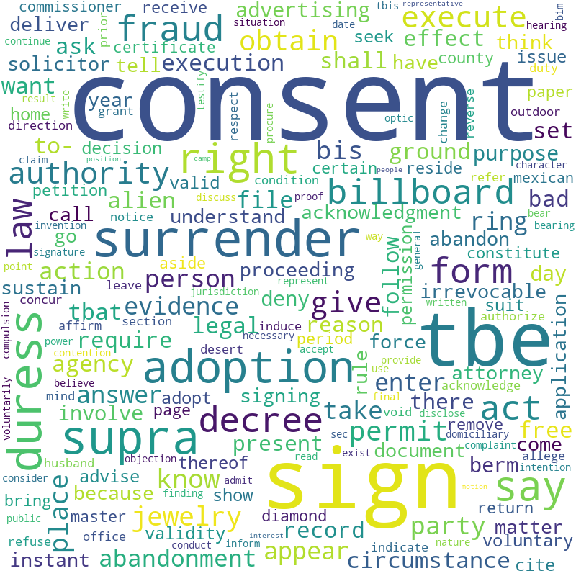 commissioner receive advertising execute
situation date tbis representative hearing him
continue prior
deliver fraud ask obtain effect seek shall have county issue
certificate
solicitor tell execution think
want year grant paper
home testify respect procure optic change reverse outdoor set
direction
result write
consent
to- decision right bis ground purpose
claim
authority certain reside mexican
petition valid condition file billboard bad
alien proof acknowledgment refer character
law call notice discuss understand ring bear bearing
invention position camp people
go surrender abandon
signature way constitute
point action aside follow permission general form day
sustain person proceeding
concur leave represent deny irrevocable
affirm section jurisdiction evidence give written suit authorize
compulsion power induce reason tbe
contention tbat legal force
duress desert necessary period accept attorney application
require provide acknowledge
believe adoption rule enter
mind agency use act
voluntarily final
answer adopt signing take there void disclose
involve page decree remove free
sec domiciliary
husband objection present permit allege come
supra read exist complaint intention
consider because thereof know document berm
admit sign say
bring advise finding show return
public master jewelry party matter
place office validity diamond indicate voluntary
refuse conduct inform record nature
instant abandonment interest appear action circumstance cite
duty